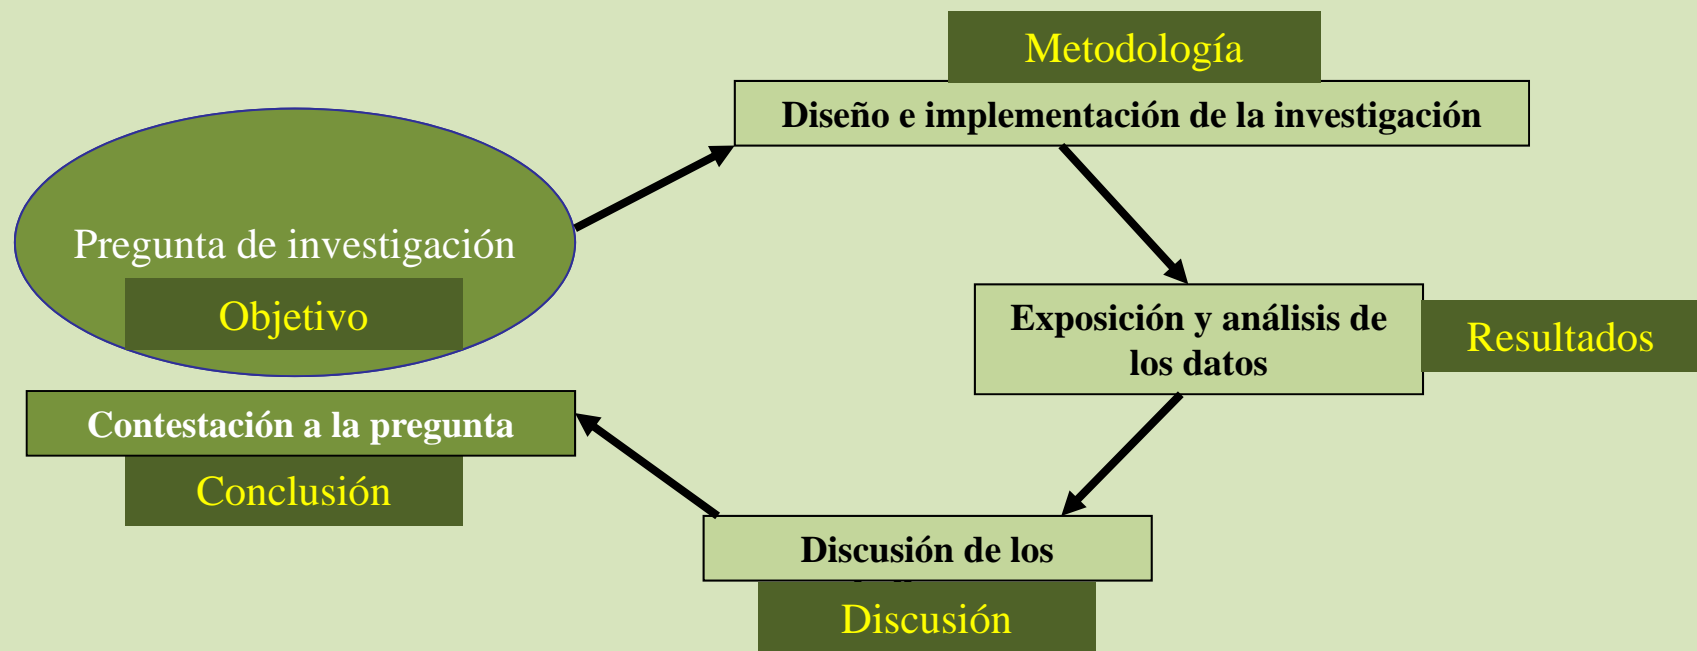 Metodología
Diseño e implementación de la investigación
Pregunta de investigación
Objetivo
Exposición y análisis de
los datos
Resultados
Contestación a la pregunta
Conclusión
Discusión de los
Discusión